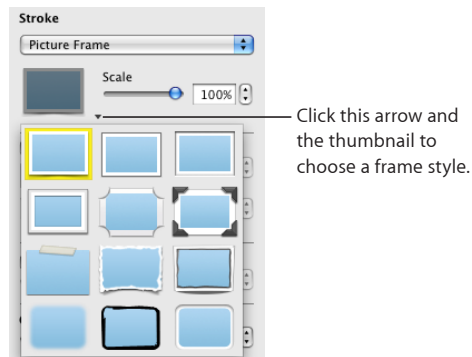 Stroke
Picture Frame
Scale
100%
Click this arrow and
the thumbnail to
choose a frame style.